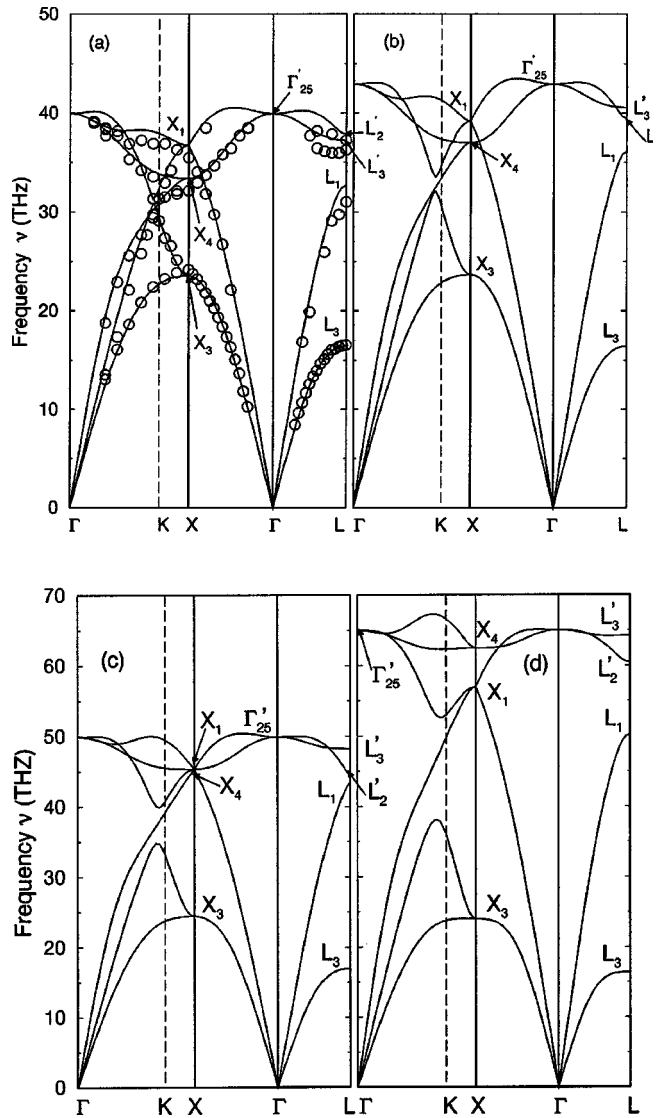 (a)
(b)
50
40
30
20
10
0
Frequency ν (THz)
X₁
Γ'₂₅
L'₂
L'₃
L₁
X₄
L₃
X₃
Γ K X Γ L
X₁
Γ'₂₅
L'₃
L₁
X₄
X₃
L₃
Γ K X Γ L
(c)
(d)
70
60
50
40
30
20
10
0
Frequency ν (THZ)
X₁
Γ'₂₅
L'₃
X₄
L₁
L'₂
X₃
L₃
Γ K X Γ L
X₄
L'₃
Γ'₂₅
X₁
L'₂
L₁
X₃
L₃
Γ K X Γ L